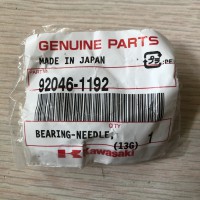 GENUINE PARTS
MADE IN JAPAN
PARTS
92046-1192
QTY
BEARING-NEEDLE, 1
(13G)
Kawasaki